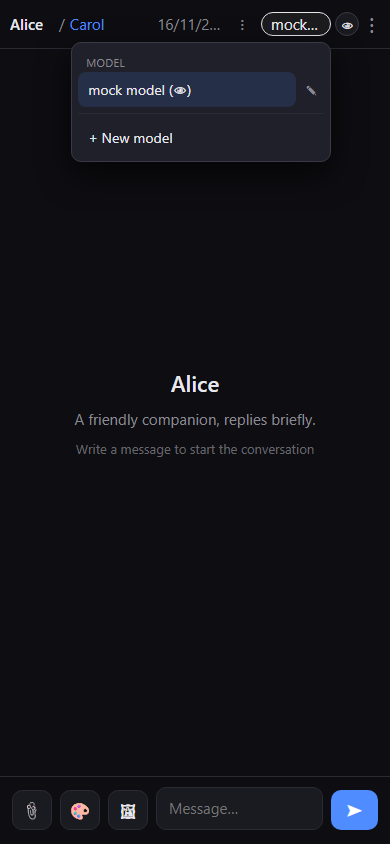 Alice / Carol 16/11/2... mock...
MODEL
mock model (👁)
+ New model
Alice
A friendly companion, replies briefly.
Write a message to start the conversation
Message...